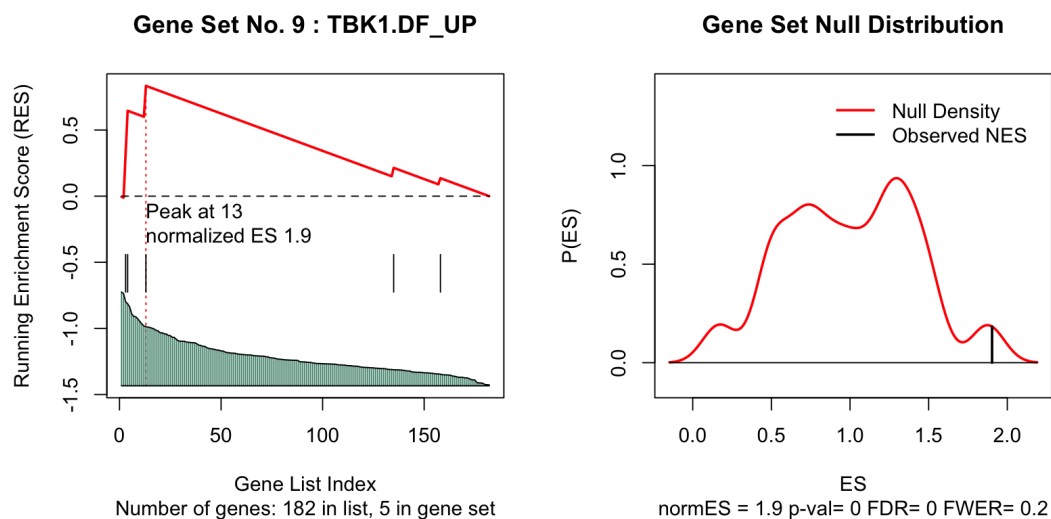 Gene Set No. 9 : TBK1.DF_UP
Running Enrichment Score (RES)
0.5
0.0
-0.5
-1.0
-1.5
Peak at 13
normalized ES 1.9
0
50
100
150
Gene List Index
Number of genes: 182 in list, 5 in gene set
Gene Set Null Distribution
P(ES)
1.0
0.5
0.0
Null Density
Observed NES
0.0
0.5
1.0
1.5
2.0
ES
normES = 1.9 p-val= 0 FDR= 0 FWER= 0.2